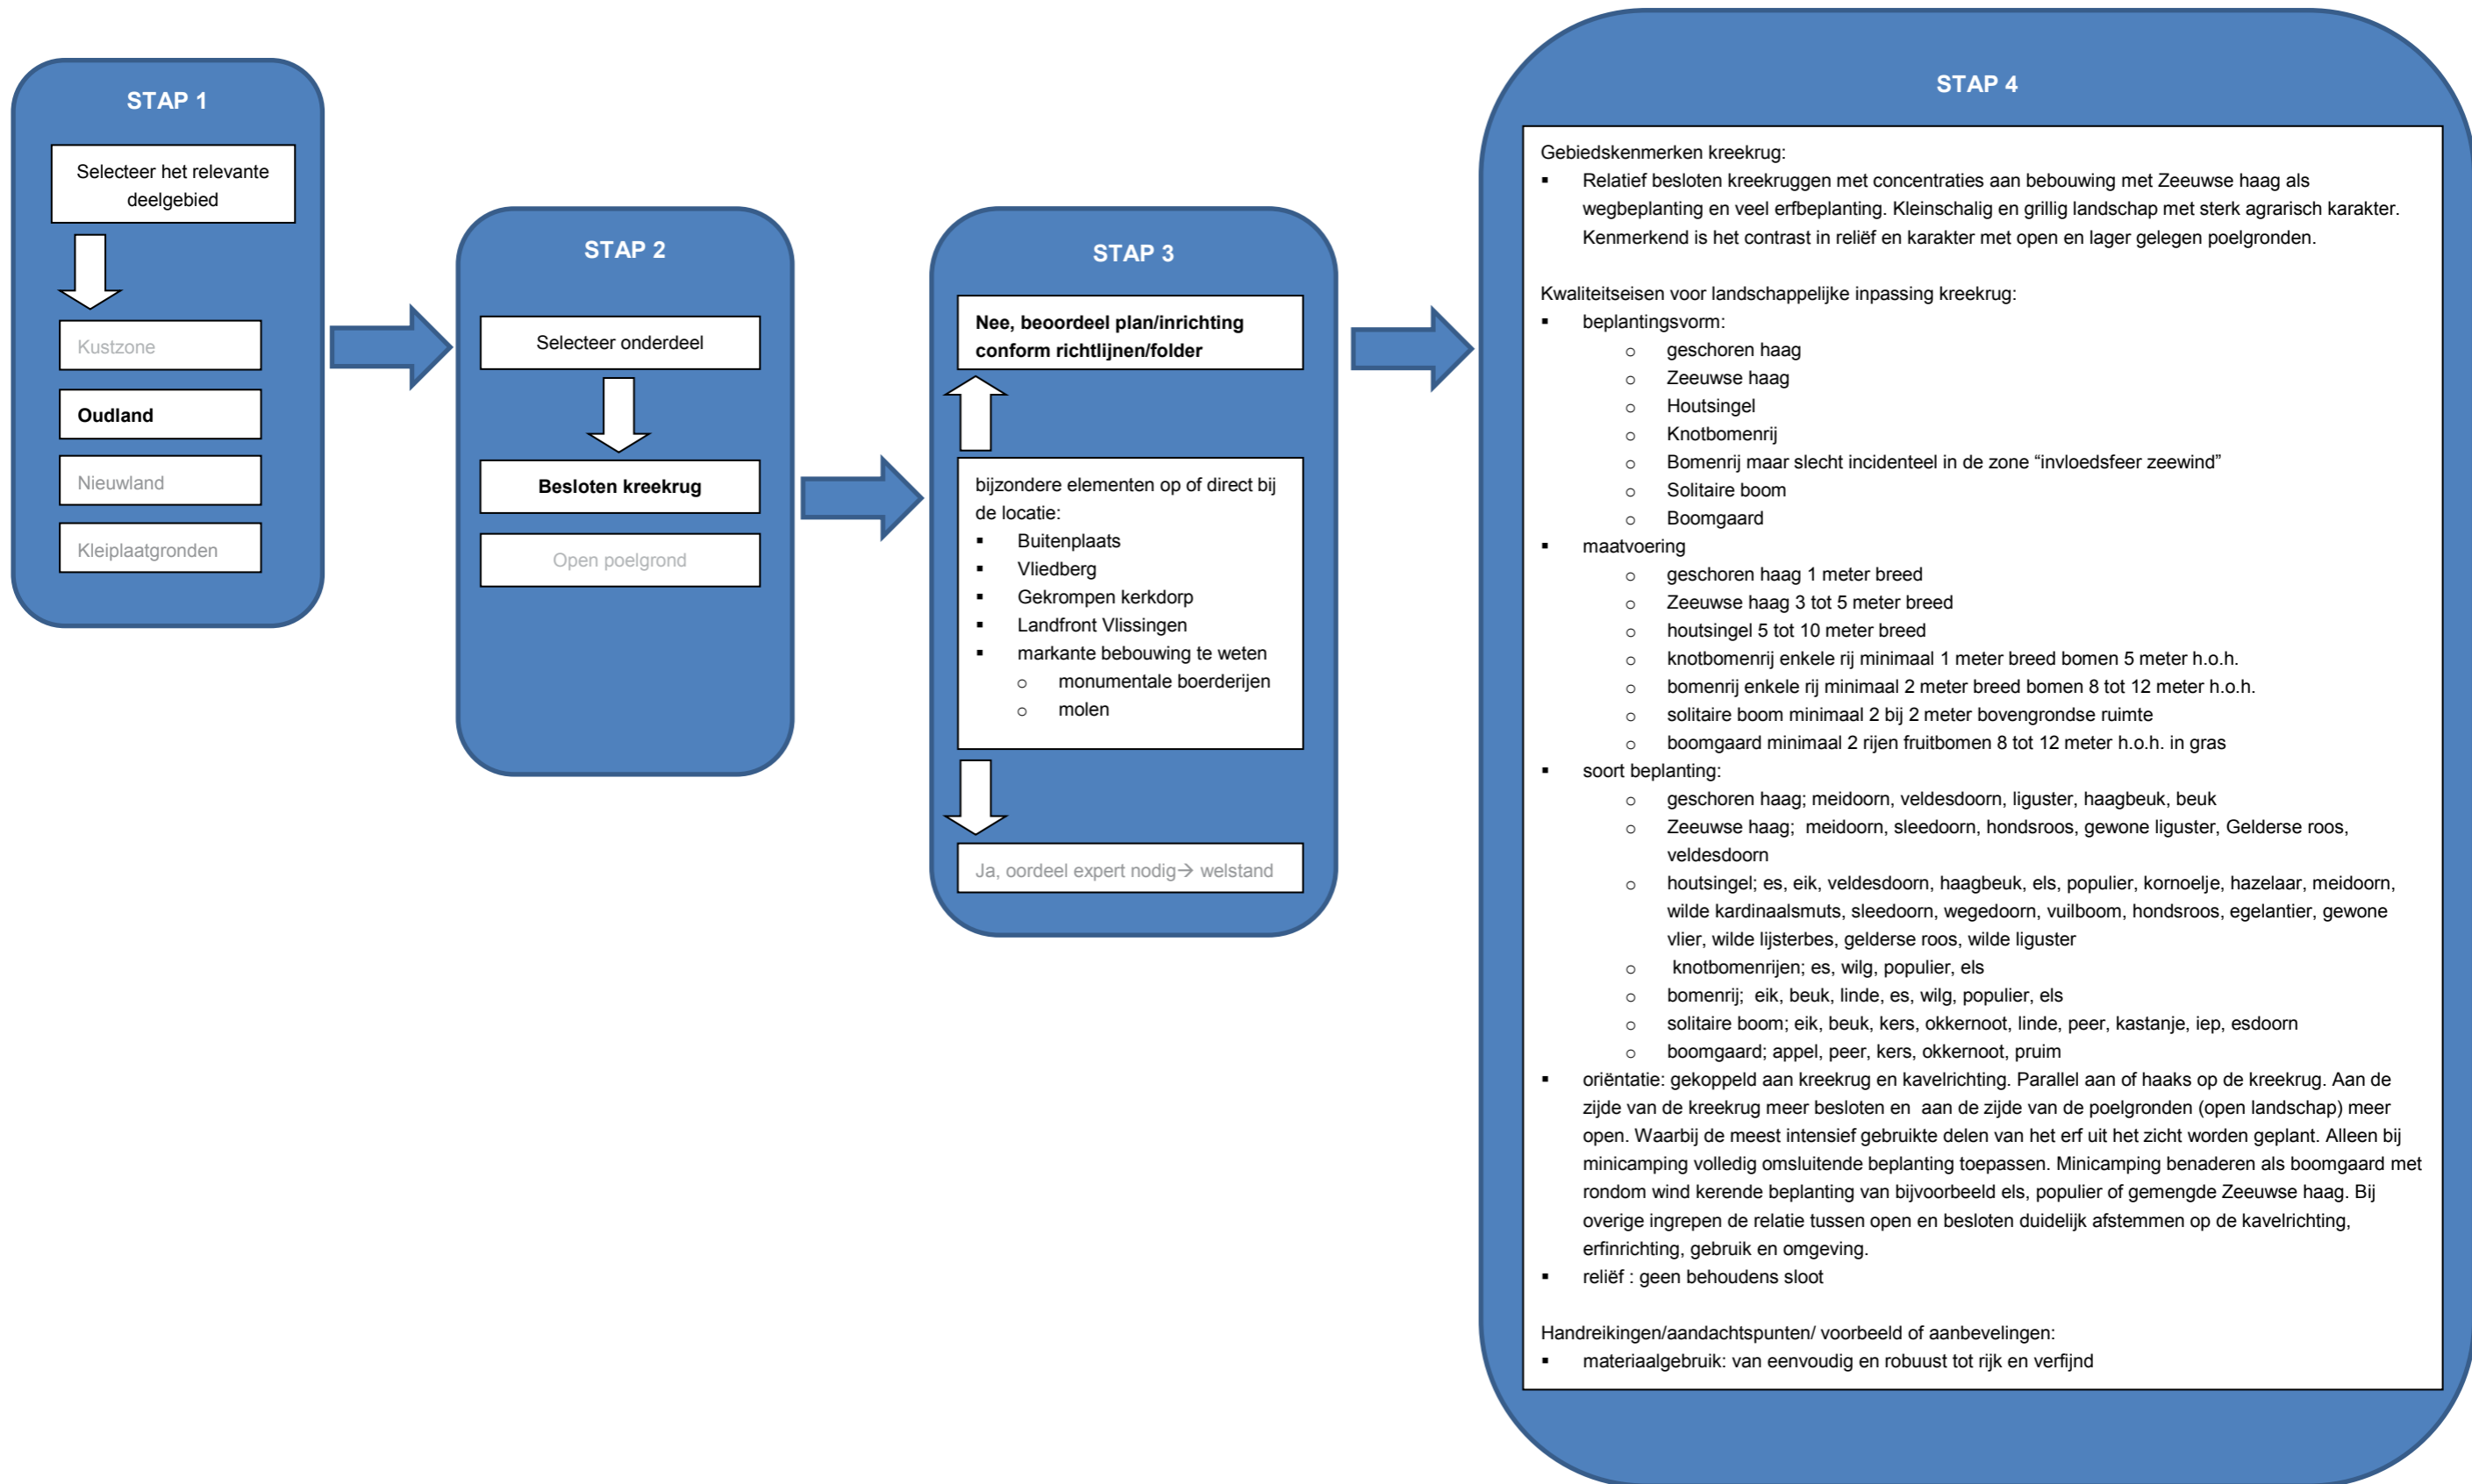 STAP 1
Selecteer het relevante
deelgebied
Kustzone
Oudland
Nieuwland
Kleiplaatgronden
STAP 2
Selecteer onderdeel
Besloten kreekrug
Open poelgrond
STAP 3
Nee, beoordeel plan/inrichting
conform richtlijnen/folder
bijzondere elementen op of direct bij
de locatie:
▪ Buitenplaats
▪ Vliedberg
▪ Gekrompen kerkdorp
▪ Landfront Vlissingen
▪ markante bebouwing te weten
o monumentale boerderijen
o molen
Ja, oordeel expert nodig→ welstand
STAP 4
Gebiedskenmerken kreekrug:
▪ Relatief besloten kreekruggen met concentraties aan bebouwing met Zeeuwse haag als
wegbeplanting en veel erfbeplanting. Kleinschalig en grillig landschap met sterk agrarisch karakter.
Kenmerkend is het contrast in reliëf en karakter met open en lager gelegen poelgronden.
Kwaliteitseisen voor landschappelijke inpassing kreekrug:
▪ beplantingsvorm:
o geschoren haag
o Zeeuwse haag
o Houtsingel
o Knotbomenrij
o Bomenrij maar slecht incidenteel in de zone “invloedsfeer zeewind”
o Solitaire boom
o Boomgaard
▪ maatvoering
o geschoren haag 1 meter breed
o Zeeuwse haag 3 tot 5 meter breed
o houtsingel 5 tot 10 meter breed
o knotbomenrij enkele rij minimaal 1 meter breed bomen 5 meter h.o.h.
o bomenrij enkele rij minimaal 2 meter breed bomen 8 tot 12 meter h.o.h.
o solitaire boom minimaal 2 bij 2 meter bovengrondse ruimte
o boomgaard minimaal 2 rijen fruitbomen 8 tot 12 meter h.o.h. in gras
▪ soort beplanting:
o geschoren haag; meidoorn, veldesdoorn, liguster, haagbeuk, beuk
o Zeeuwse haag; meidoorn, sleedoorn, hondsroos, gewone liguster, Gelderse roos,
veldesdoorn
o houtsingel; es, eik, veldesdoorn, haagbeuk, els, populier, kornoelje, hazelaar, meidoorn,
wilde kardinaalsmuts, sleedoorn, wegedoorn, vuilboom, hondsroos, egelantier, gewone
vlier, wilde lijsterbes, gelderse roos, wilde liguster
o knotbomenrijen; es, wilg, populier, els
o bomenrij; eik, beuk, linde, es, wilg, populier, els
o solitaire boom; eik, beuk, kers, okkernoot, linde, peer, kastanje, iep, esdoorn
o boomgaard; appel, peer, kers, okkernoot, pruim
▪ oriëntatie: gekoppeld aan kreekrug en kavelrichting. Parallel aan of haaks op de kreekrug. Aan de
zijde van de kreekrug meer besloten en aan de zijde van de poelgronden (open landschap) meer
open. Waarbij de meest intensief gebruikte delen van het erf uit het zicht worden geplant. Alleen bij
minicamping volledig omsluitende beplanting toepassen. Minicamping benaderen als boomgaard met
rondom wind kerende beplanting van bijvoorbeeld els, populier of gemengde Zeeuwse haag. Bij
overige ingrepen de relatie tussen open en besloten duidelijk afstemmen op de kavelrichting,
erfinrichting, gebruik en omgeving.
▪ reliëf : geen behoudens sloot
Handreikingen/aandachtspunten/ voorbeeld of aanbevelingen:
▪ materiaalgebruik: van eenvoudig en robuust tot rijk en verfijnd